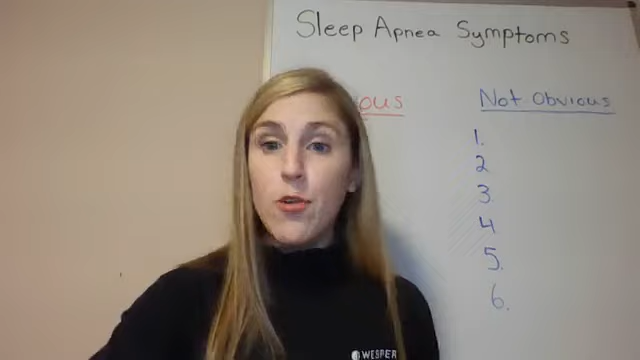 Sleep Apnea Symptoms
ous
Not Obvious
1.
2
3.
4
5.
6.
WESPER